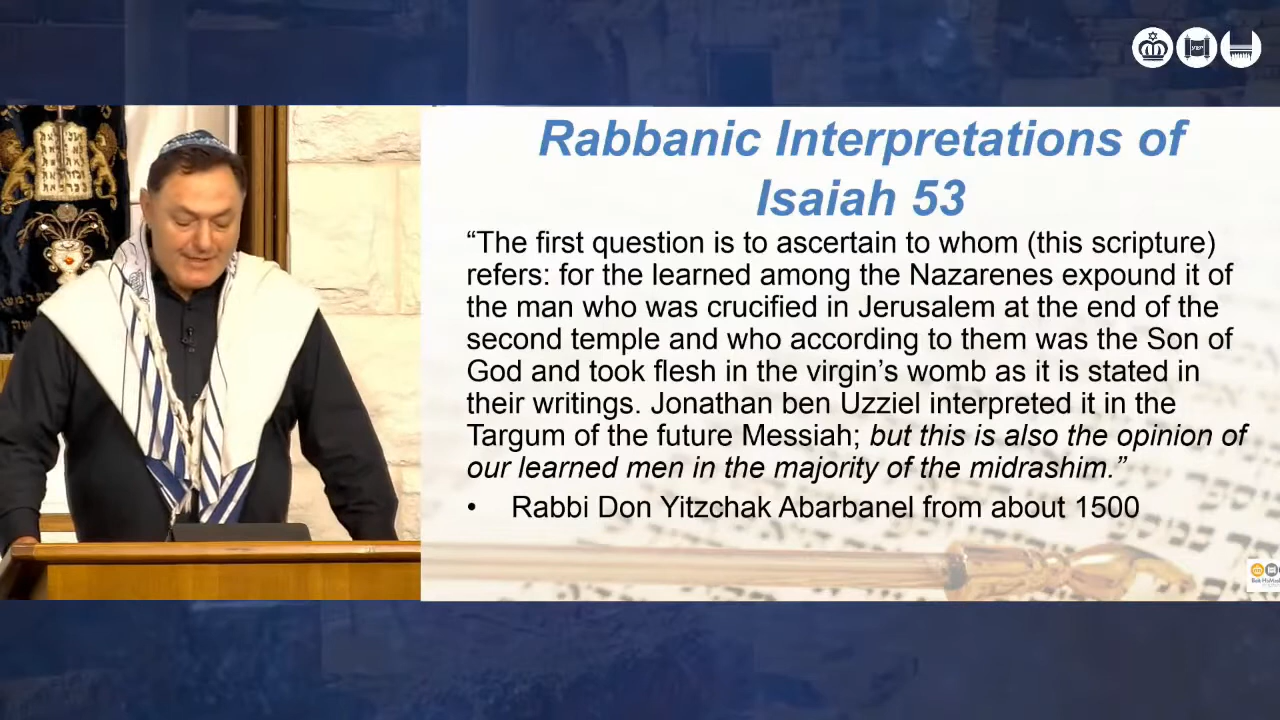 Rabbanic Interpretations of
Isaiah 53
“The first question is to ascertain to whom (this scripture)
refers: for the learned among the Nazarenes expound it of
the man who was crucified in Jerusalem at the end of the
second temple and who according to them was the Son of
God and took flesh in the virgin’s womb as it is stated in
their writings. Jonathan ben Uzziel interpreted it in the
Targum of the future Messiah; but this is also the opinion of
our learned men in the majority of the midrashim.”
• Rabbi Don Yitzchak Abarbanel from about 1500